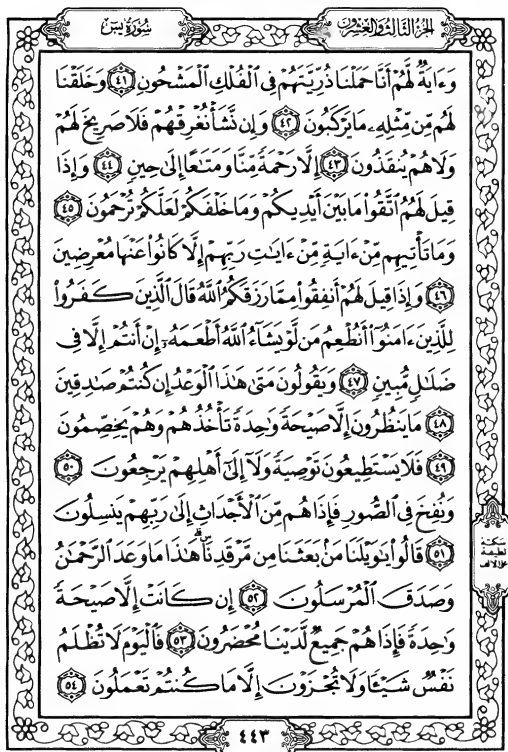 الجزء الثالث والعشرون
سورة يس
وَءَايَةٌ لَّهُمْ أَنَّا حَمَلْنَا ذُرِّيَّتَهُمْ فِى ٱلْفُلْكِ ٱلْمَشْحُونِ ٤١ وَخَلَقْنَا
لَهُم مِّن مِّثْلِهِۦ مَا يَرْكَبُونَ ٤٢ وَإِن نَّشَأْ نُغْرِقْهُمْ فَلَا صَرِيخَ لَهُمْ
وَلَا هُمْ يُنقَذُونَ ٤٣ إِلَّا رَحْمَةً مِّنَّا وَمَتَٰعًا إِلَىٰ حِينٍ ٤٤ وَإِذَا
قِيلَ لَهُمُ ٱتَّقُوا۟ مَا بَيْنَ أَيْدِيكُمْ وَمَا خَلْفَكُمْ لَعَلَّكُمْ تُرْحَمُونَ ٤٥
وَمَا تَأْتِيهِم مِّنْ ءَايَةٍ مِّنْ ءَايَٰتِ رَبِّهِمْ إِلَّا كَانُوا۟ عَنْهَا مُعْرِضِينَ
٤٦ وَإِذَا قِيلَ لَهُمْ أَنفِقُوا۟ مِمَّا رَزَقَكُمُ ٱللَّهُ قَالَ ٱلَّذِينَ كَفَرُوا۟
لِلَّذِينَ ءَامَنُوٓا۟ أَنُطْعِمُ مَن لَّوْ يَشَآءُ ٱللَّهُ أَطْعَمَهُۥٓ إِنْ أَنتُمْ إِلَّا فِى
ضَلَٰلٍ مُّبِينٍ ٤٧ وَيَقُولُونَ مَتَىٰ هَٰذَا ٱلْوَعْدُ إِن كُنتُمْ صَٰدِقِينَ
٤٨ مَا يَنظُرُونَ إِلَّا صَيْحَةً وَٰحِدَةً تَأْخُذُهُمْ وَهُمْ يَخِصِّمُونَ
٤٩ فَلَا يَسْتَطِيعُونَ تَوْصِيَةً وَلَآ إِلَىٰٓ أَهْلِهِمْ يَرْجِعُونَ ٥٠
وَنُفِخَ فِى ٱلصُّورِ فَإِذَا هُم مِّنَ ٱلْأَجْدَاثِ إِلَىٰ رَبِّهِمْ يَنسِلُونَ
٥١ قَالُوا۟ يَٰوَيْلَنَا مَنۢ بَعَثَنَا مِن مَّرْقَدِنَا ۜ ۗ هَٰذَا مَا وَعَدَ ٱلرَّحْمَٰنُ
وَصَدَقَ ٱلْمُرْسَلُونَ ٥٢ إِن كَانَتْ إِلَّا صَيْحَةً
وَٰحِدَةً فَإِذَا هُمْ جَمِيعٌ لَّدَيْنَا مُحْضَرُونَ ٥٣ فَٱلْيَوْمَ لَا تُظْلَمُ
نَفْسٌ شَيْـًٔا وَلَا تُجْزَوْنَ إِلَّا مَا كُنتُمْ تَعْمَلُونَ ٥٤
سكتة
لطيفة
على الألف
٤٤٣